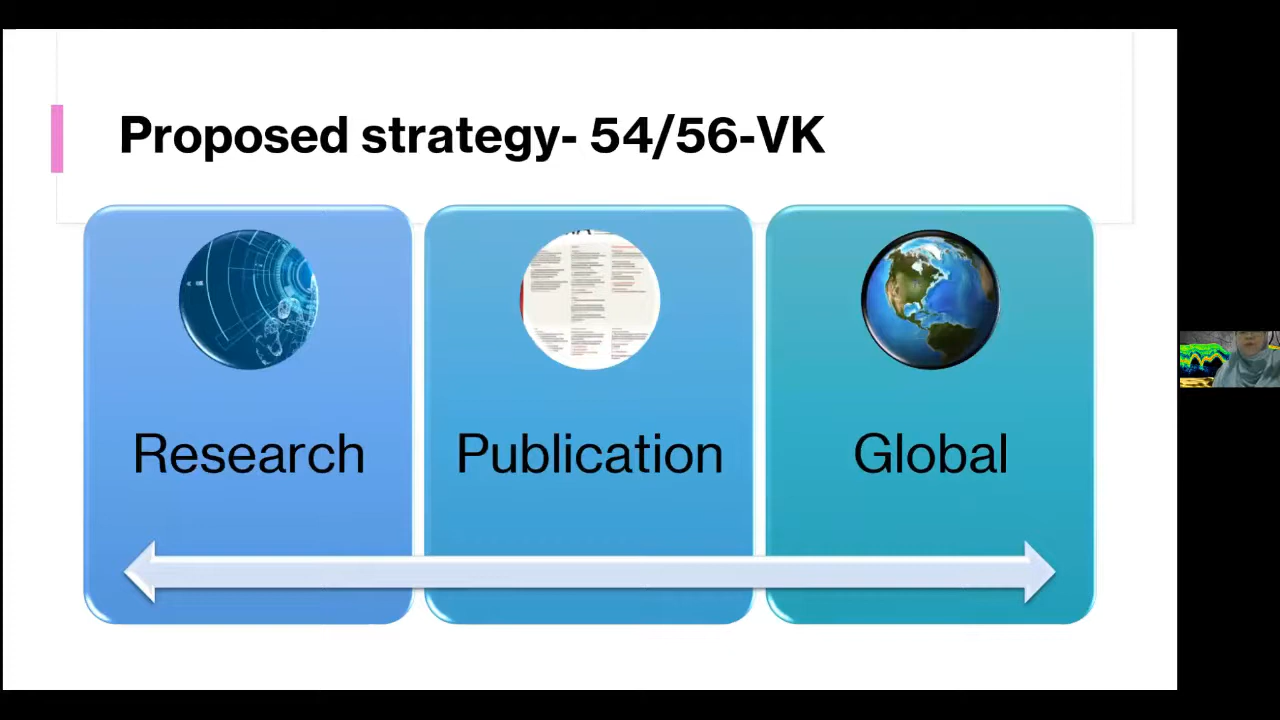 Proposed strategy- 54/56-VK
Research
Publication
Global